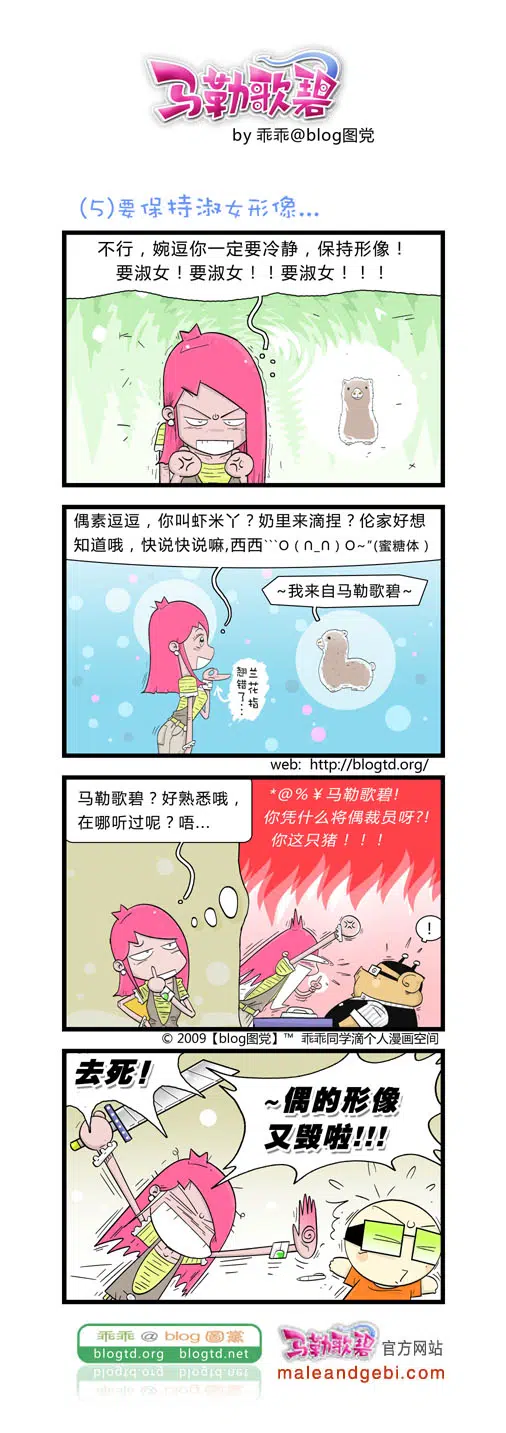 马勒歌碧
by 乖乖@blog图党
(5)要保持淑女形像...
不行，婉逗你一定要冷静，保持形像！
要淑女！要淑女！！要淑女！！！
偶素逗逗，你叫虾米丫？奶里来滴捏？伦家好想
知道哦，快说快说嘛,西西```O（∩_∩）O~”(蜜糖体）
~我来自马勒歌碧~
兰花指
翘错了...
web: http://blogtd.org/
马勒歌碧？好熟悉哦，
在哪听过呢？唔...
*@%￥马勒歌碧!
你凭什么将偶裁员呀?!
你这只猪！！！
!
© 2009【blog图党】™ 乖乖同学滴个人漫画空间
去死!
~偶的形像
又毁啦!!!
乖乖 @ blog 圖黨
blogtd.org blogtd.net
马勒歌碧 官方网站
maleandgebi.com